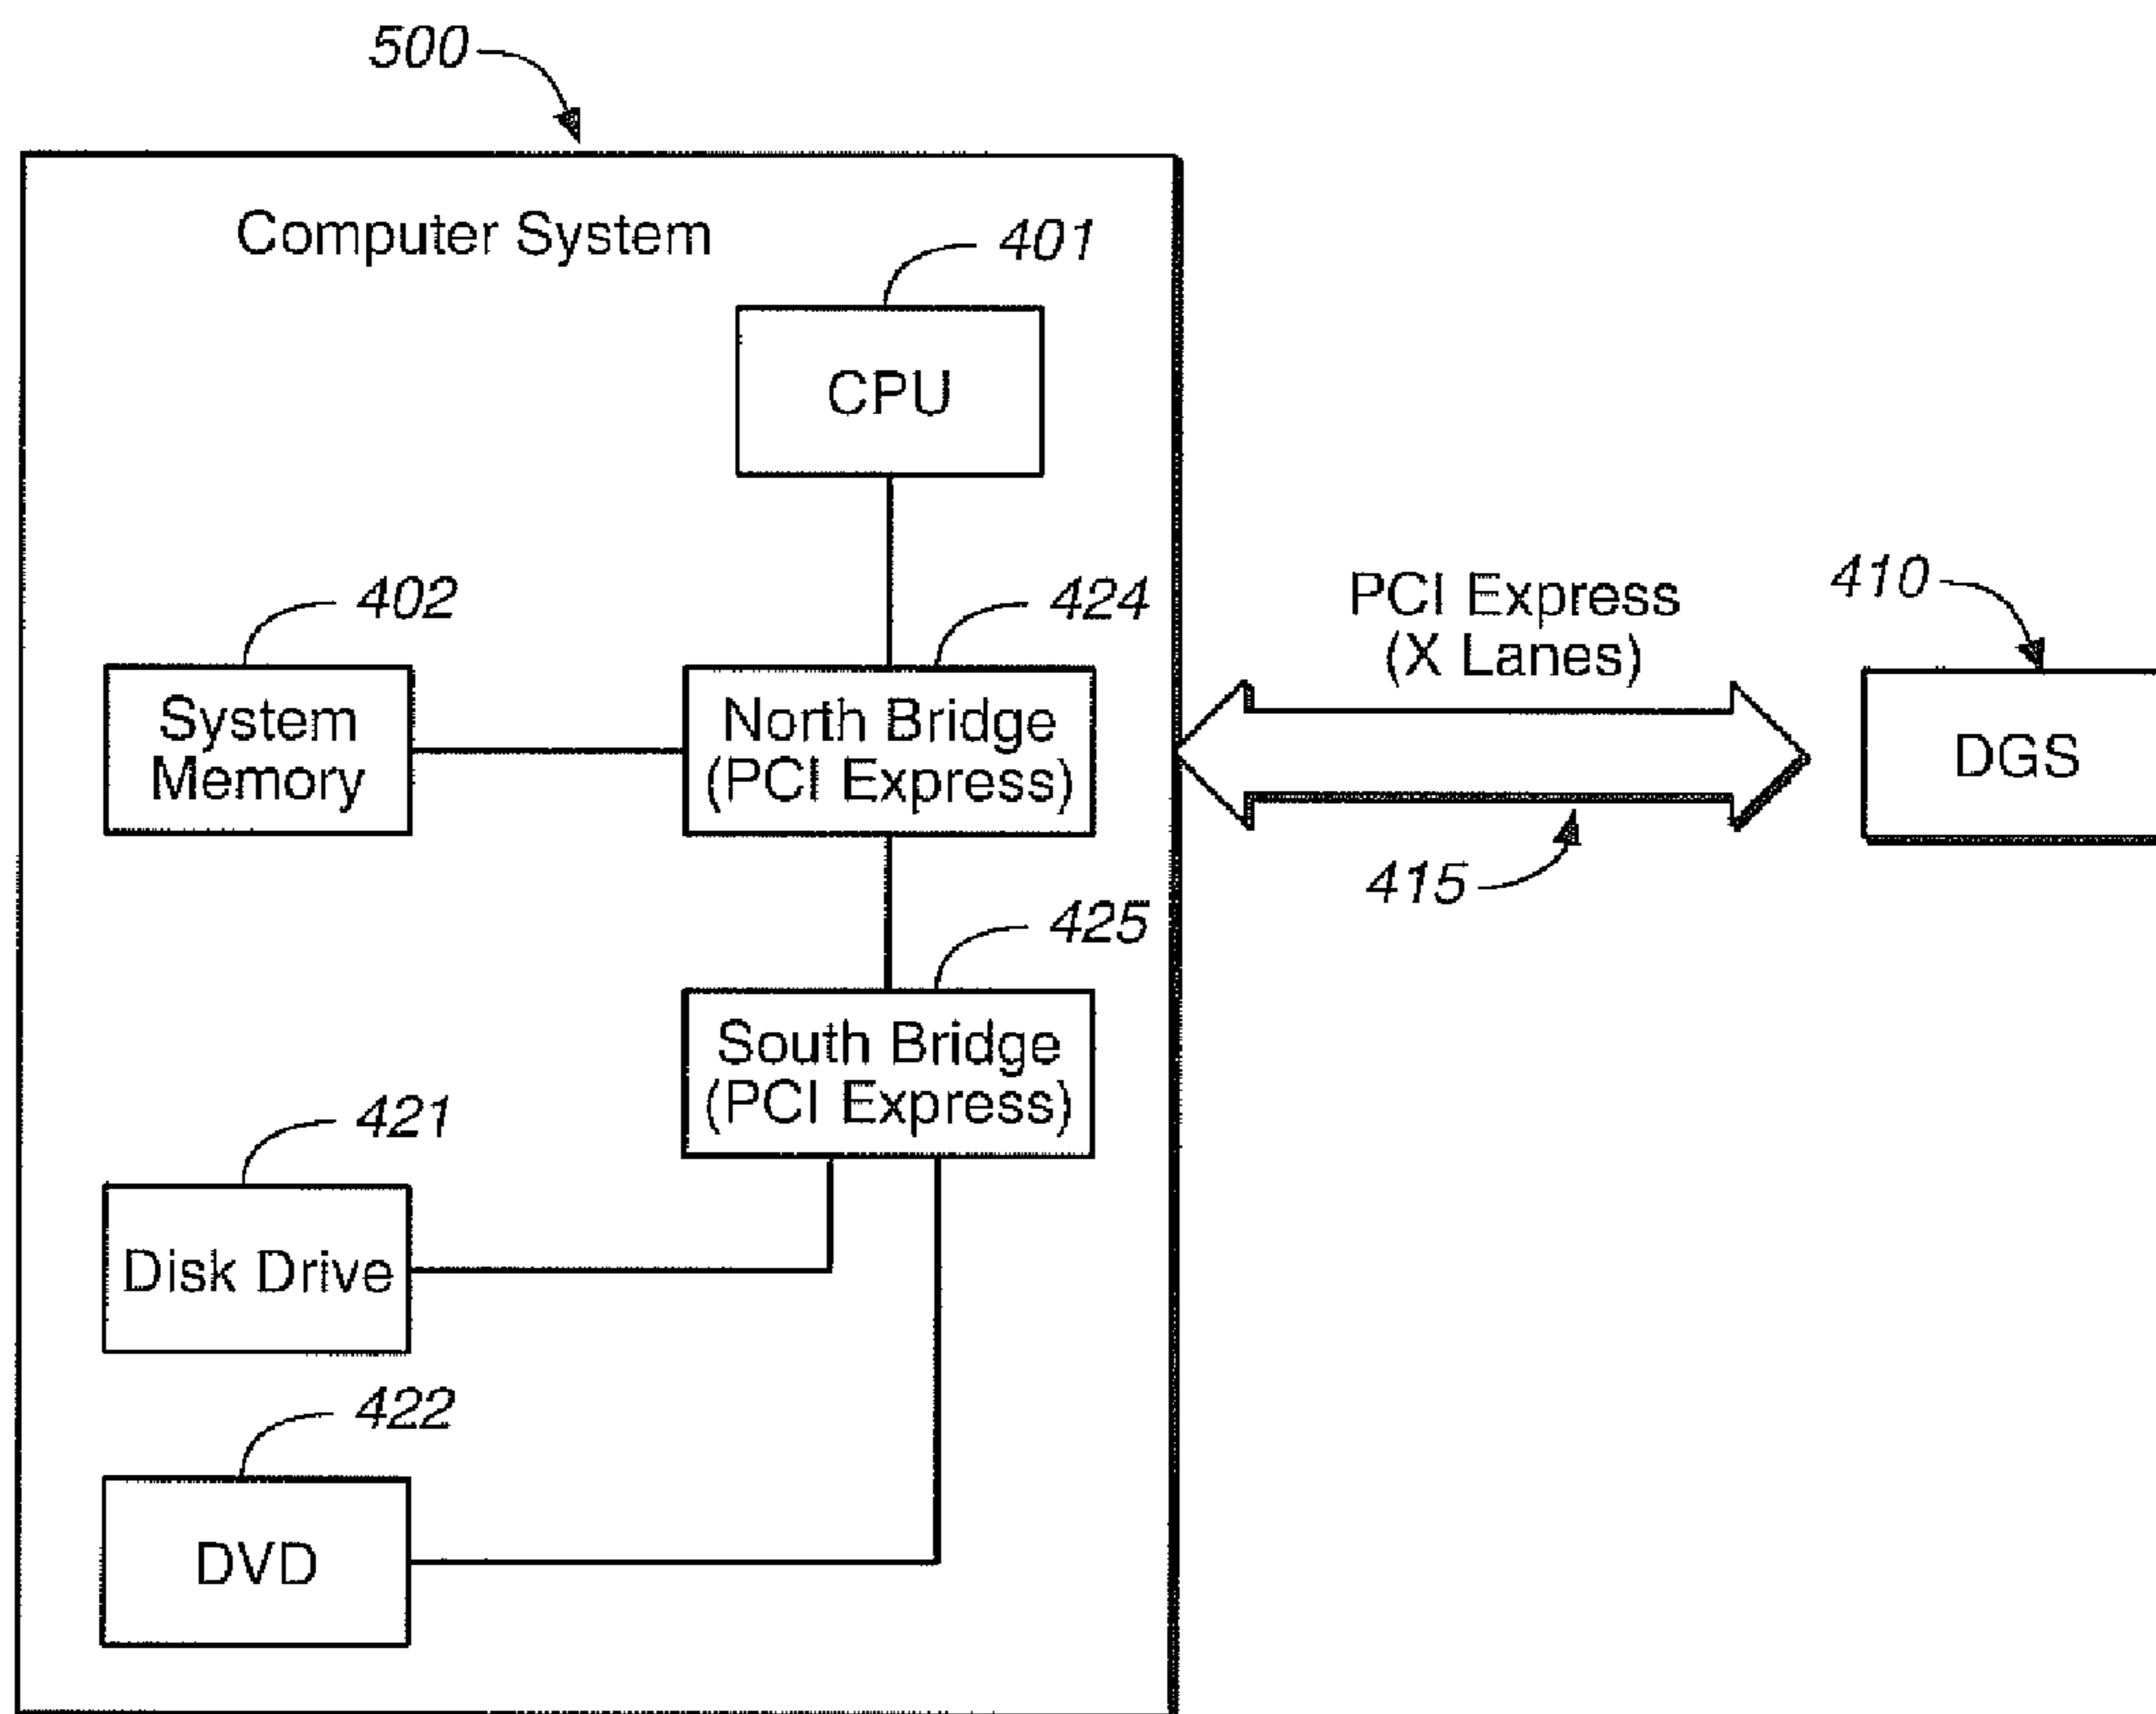 500
Computer System
401
CPU
402
424
System
Memory
North Bridge
(PCI Express)
PCI Express
(X Lanes)
410
DGS
415
425
South Bridge
(PCI Express)
421
Disk Drive
422
DVD